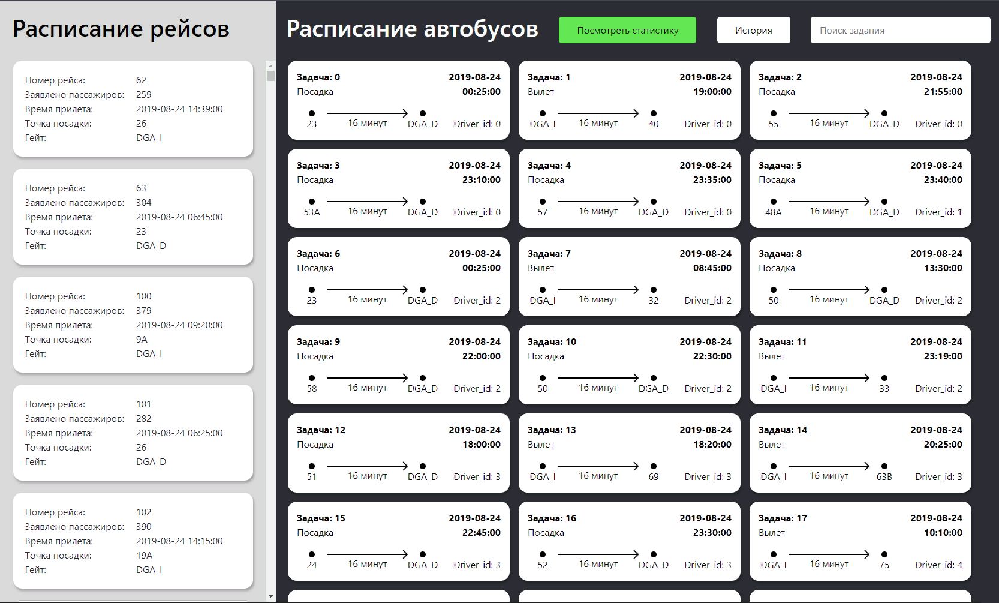 Расписание рейсов
Номер рейса: 62
Заявлено пассажиров: 259
Время прилета: 2019-08-24 14:39:00
Точка посадки: 26
Гейт: DGA_I
Номер рейса: 63
Заявлено пассажиров: 304
Время прилета: 2019-08-24 06:45:00
Точка посадки: 23
Гейт: DGA_D
Номер рейса: 100
Заявлено пассажиров: 379
Время прилета: 2019-08-24 09:20:00
Точка посадки: 9A
Гейт: DGA_I
Номер рейса: 101
Заявлено пассажиров: 282
Время прилета: 2019-08-24 06:25:00
Точка посадки: 26
Гейт: DGA_D
Номер рейса: 102
Заявлено пассажиров: 390
Время прилета: 2019-08-24 14:15:00
Точка посадки: 19A
Гейт: DGA_I
Расписание автобусов
Посмотреть статистику
История
Поиск задания
Задача: 0 2019-08-24
Посадка 00:25:00
23 16 минут DGA_D Driver_id: 0
Задача: 1 2019-08-24
Вылет 19:00:00
DGA_I 16 минут 40 Driver_id: 0
Задача: 2 2019-08-24
Посадка 21:55:00
55 16 минут DGA_D Driver_id: 0
Задача: 3 2019-08-24
Посадка 23:10:00
53A 16 минут DGA_D Driver_id: 0
Задача: 4 2019-08-24
Посадка 23:35:00
57 16 минут DGA_D Driver_id: 0
Задача: 5 2019-08-24
Посадка 23:40:00
48A 16 минут DGA_D Driver_id: 1
Задача: 6 2019-08-24
Посадка 00:25:00
23 16 минут DGA_D Driver_id: 2
Задача: 7 2019-08-24
Вылет 08:45:00
DGA_I 16 минут 32 Driver_id: 2
Задача: 8 2019-08-24
Посадка 13:30:00
50 16 минут DGA_D Driver_id: 2
Задача: 9 2019-08-24
Посадка 22:00:00
58 16 минут DGA_D Driver_id: 2
Задача: 10 2019-08-24
Посадка 22:30:00
50 16 минут DGA_D Driver_id: 2
Задача: 11 2019-08-24
Вылет 23:19:00
DGA_I 16 минут 33 Driver_id: 2
Задача: 12 2019-08-24
Посадка 18:00:00
51 16 минут DGA_D Driver_id: 3
Задача: 13 2019-08-24
Вылет 18:20:00
DGA_I 16 минут 69 Driver_id: 3
Задача: 14 2019-08-24
Вылет 20:25:00
DGA_I 16 минут 63B Driver_id: 3
Задача: 15 2019-08-24
Посадка 22:45:00
24 16 минут DGA_D Driver_id: 3
Задача: 16 2019-08-24
Посадка 23:30:00
52 16 минут DGA_D Driver_id: 3
Задача: 17 2019-08-24
Вылет 10:10:00
DGA_I 16 минут 75 Driver_id: 4